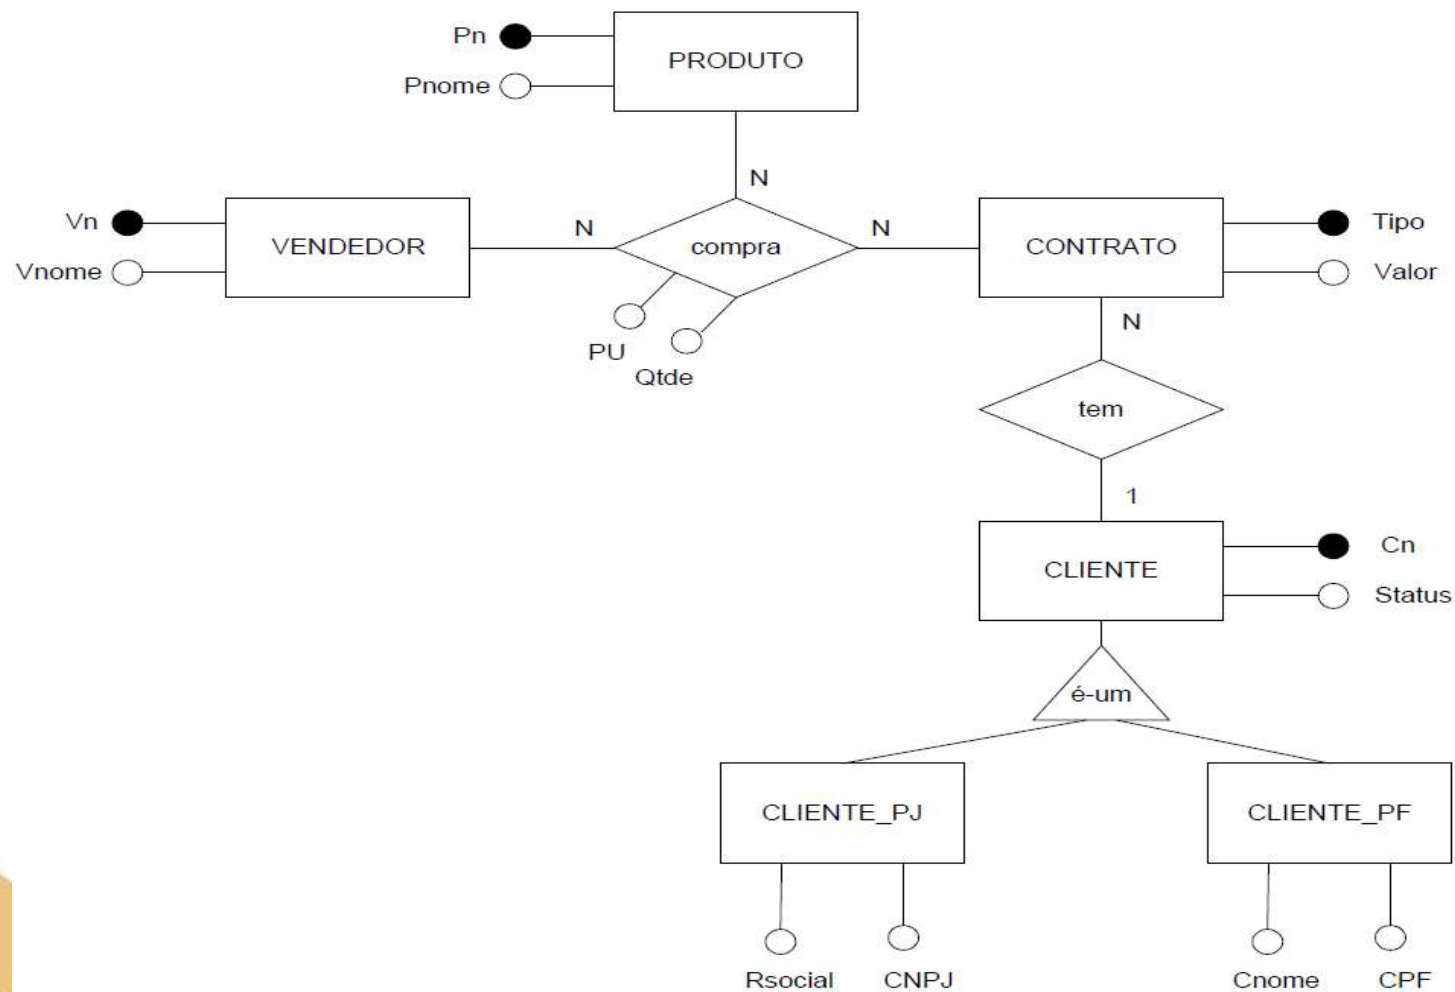 Pn
PRODUTO
Pnome
N
Vn
VENDEDOR
N
compra
N
CONTRATO
Tipo
Vnome
Valor
PU
Qtde
N
tem
1
Cn
CLIENTE
Status
é-um
CLIENTE_PJ
CLIENTE_PF
Rsocial
CNPJ
Cnome
CPF